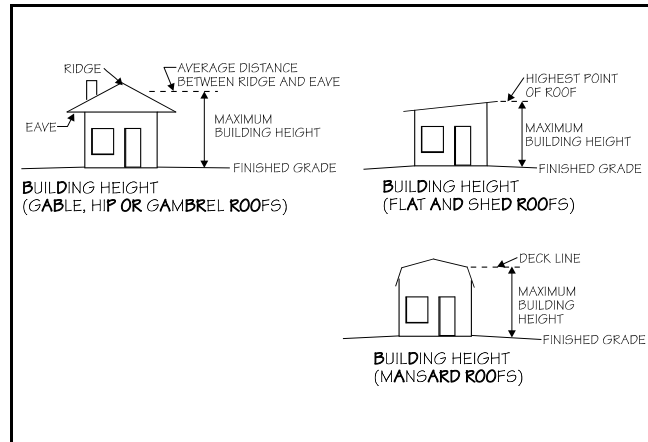 RIDGE
AVERAGE DISTANCE
BETWEEN RIDGE AND EAVE
EAVE
MAXIMUM
BUILDING HEIGHT
FINISHED GRADE
BUILDING HEIGHT
(GABLE, HIP OR GAMBREL ROOFS)
HIGHEST POINT
OF ROOF
MAXIMUM
BUILDING HEIGHT
FINISHED GRADE
BUILDING HEIGHT
(FLAT AND SHED ROOFS)
DECK LINE
MAXIMUM
BUILDING
HEIGHT
FINISHED GRADE
BUILDING HEIGHT
(MANSARD ROOFS)